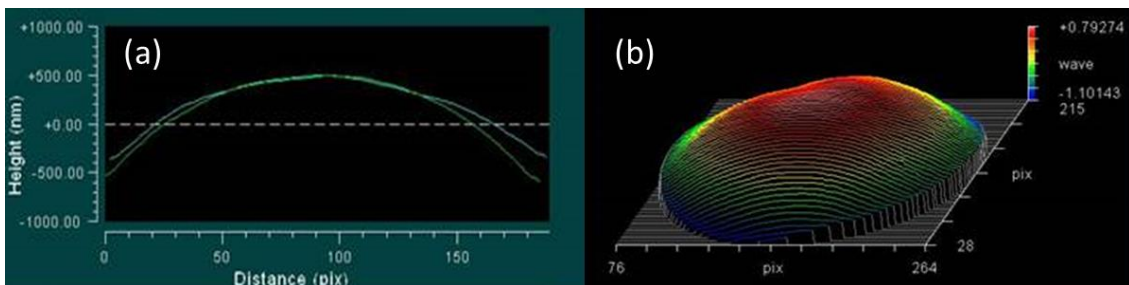 (a)
+1000.00
+500.00
+0.00
-500.00
-1000.00
Height (nm)
0
50
100
150
Distance (pix)
(b)
+0.79274
wave
-1.10143
215
pix
28
76
pix
264